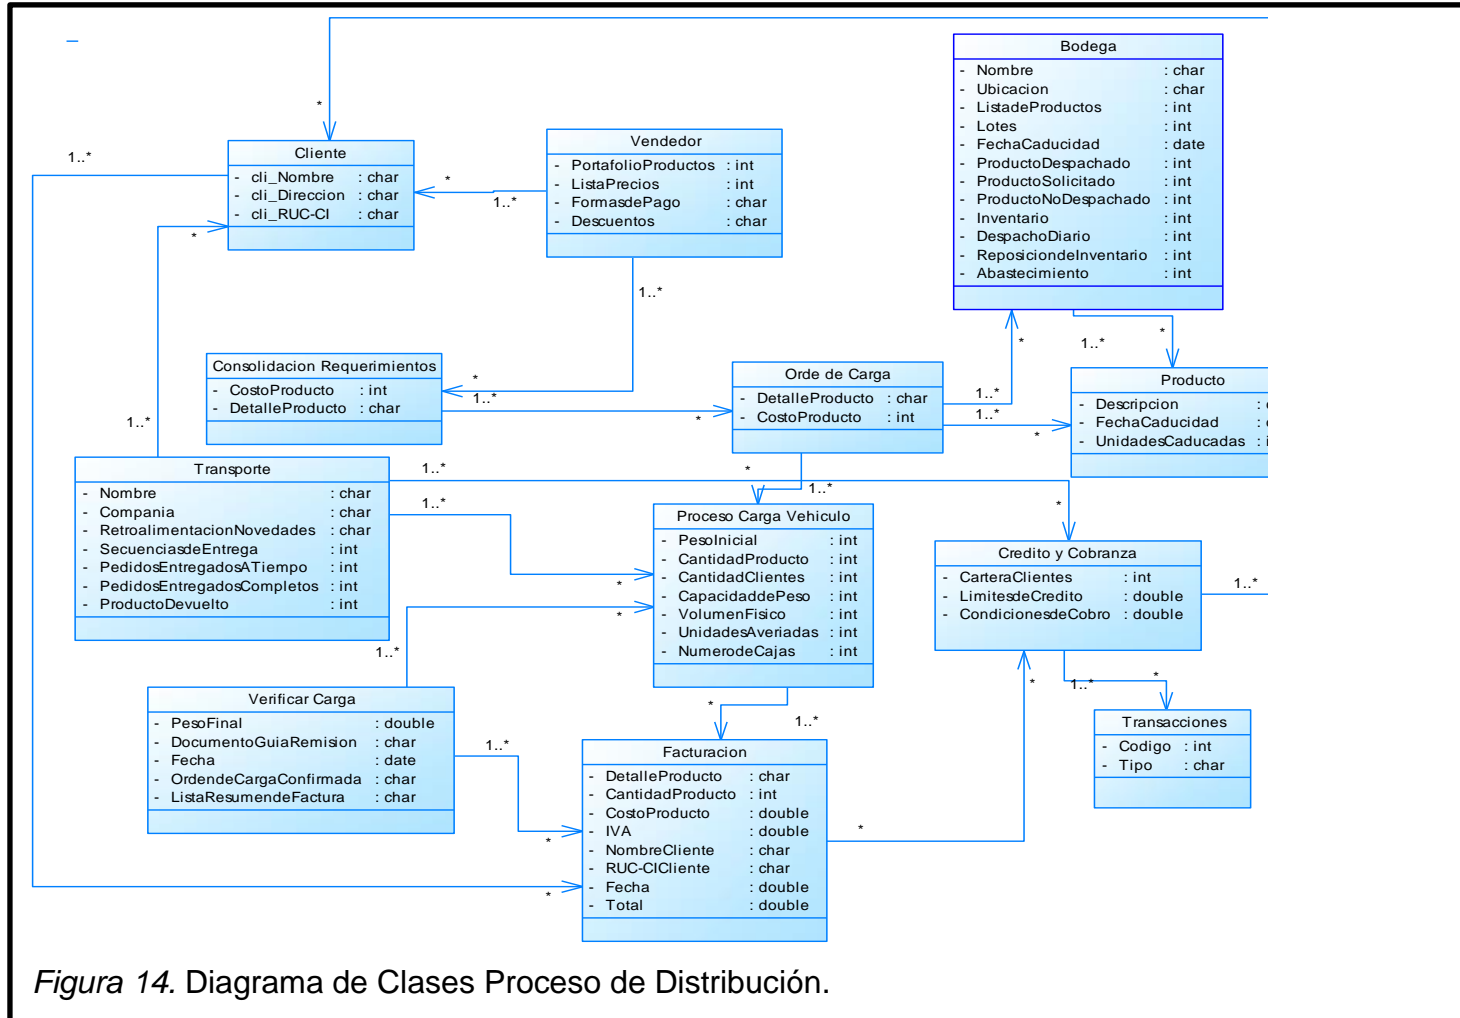 Bodega
- Nombre : char
- Ubicacion : char
- ListadeProductos : int
- Lotes : int
- FechaCaducidad : date
- ProductoDespachado : int
- ProductoSolicitado : int
- ProductoNoDespachado : int
- Inventario : int
- DespachoDiario : int
- ReposiciondeInventario : int
- Abastecimiento : int
*
1..*
Cliente
- cli_Nombre : char
- cli_Direccion : char
- cli_RUC-CI : char
*
1..*
*
Vendedor
- PortafolioProductos : int
- ListaPrecios : int
- FormasdePago : char
- Descuentos : char
1..*
*
1..*
*
Consolidacion Requerimientos
- CostoProducto : int
- DetalleProducto : char
*
1..*
*
Orde de Carga
- DetalleProducto : char
- CostoProducto : int
1..*
*
1..*
*
Producto
- Descripcion :
- FechaCaducidad :
- UnidadesCaducadas :
1..*
Transporte
- Nombre : char
- Compania : char
- RetroalimentacionNovedades : char
- SecuenciasdeEntrega : int
- PedidosEntregadosATiempo : int
- PedidosEntregadosCompletos : int
- ProductoDevuelto : int
1..*
1..*
*
1..*
*
*
*
Proceso Carga Vehiculo
- PesoInicial : int
- CantidadProducto : int
- CantidadClientes : int
- CapacidaddePeso : int
- VolumenFisico : int
- UnidadesAveriadas : int
- NumerodeCajas : int
Credito y Cobranza
- CarteraClientes : int
- LimitesdeCredito : double
- CondicionesdeCobro : double
1..*
1..*
*
1..*
*
*
1..*
Verificar Carga
- PesoFinal : double
- DocumentoGuiaRemision : char
- Fecha : date
- OrdendeCargaConfirmada : char
- ListaResumendeFactura : char
1..*
*
*
Facturacion
- DetalleProducto : char
- CantidadProducto : int
- CostoProducto : double
- IVA : double
- NombreCliente : char
- RUC-CICliente : char
- Fecha : double
- Total : double
*
Transacciones
- Codigo : int
- Tipo : char
Figura 14. Diagrama de Clases Proceso de Distribución.